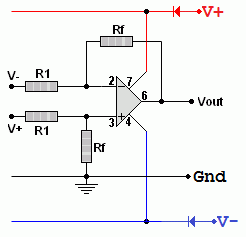 V+
Rf
V-
R1
2
7
6
Vout
V+
R1
3
4
Rf
Gnd
V-